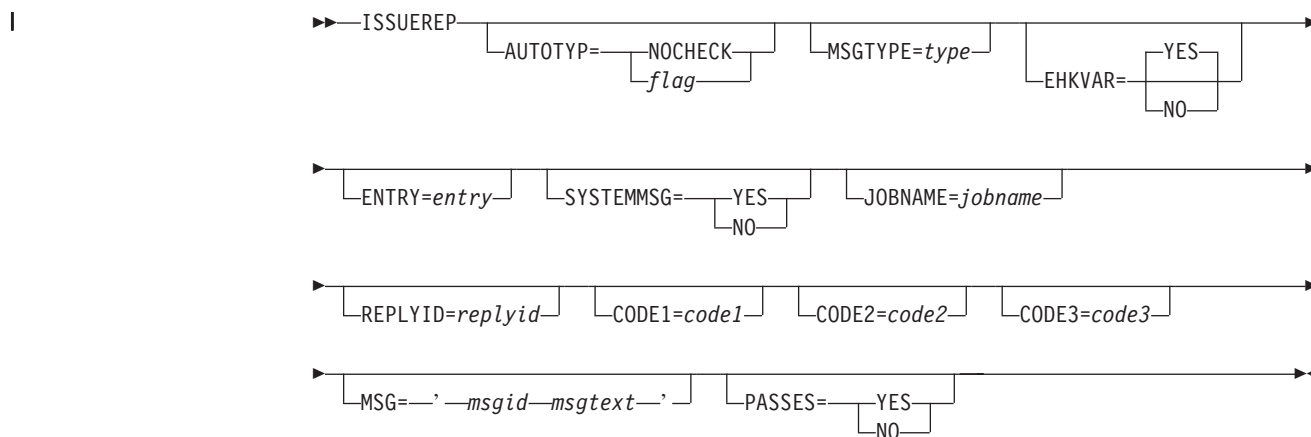 ISSUEREP
AUTOTYP= NOCHECK MSGTYPE=type YES
flag EHKVAR=
NO
ENTRY=entry SYSTEMMSG= YES JOBNAME=jobname
NO
REPLYID=replyid CODE1=code1 CODE2=code2 CODE3=code3
MSG= ’ msgid msgtext ’ PASSES= YES
NO